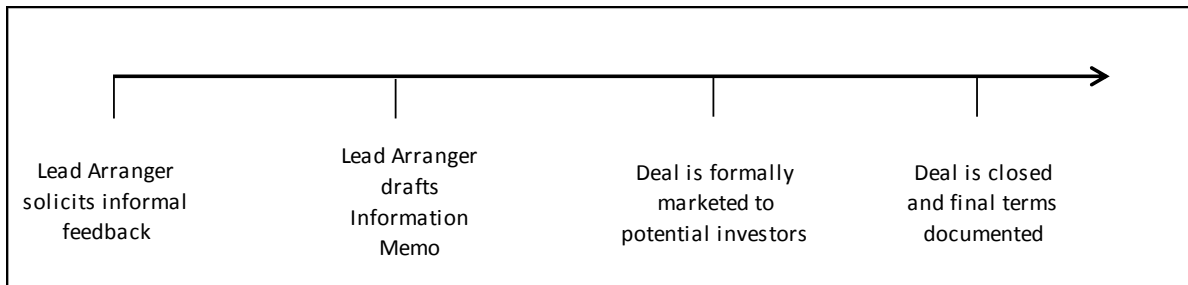 Lead Arranger
solicits informal
feedback
Lead Arranger
drafts
Information
Memo
Deal is formally
marketed to
potential investors
Deal is closed
and final terms
documented